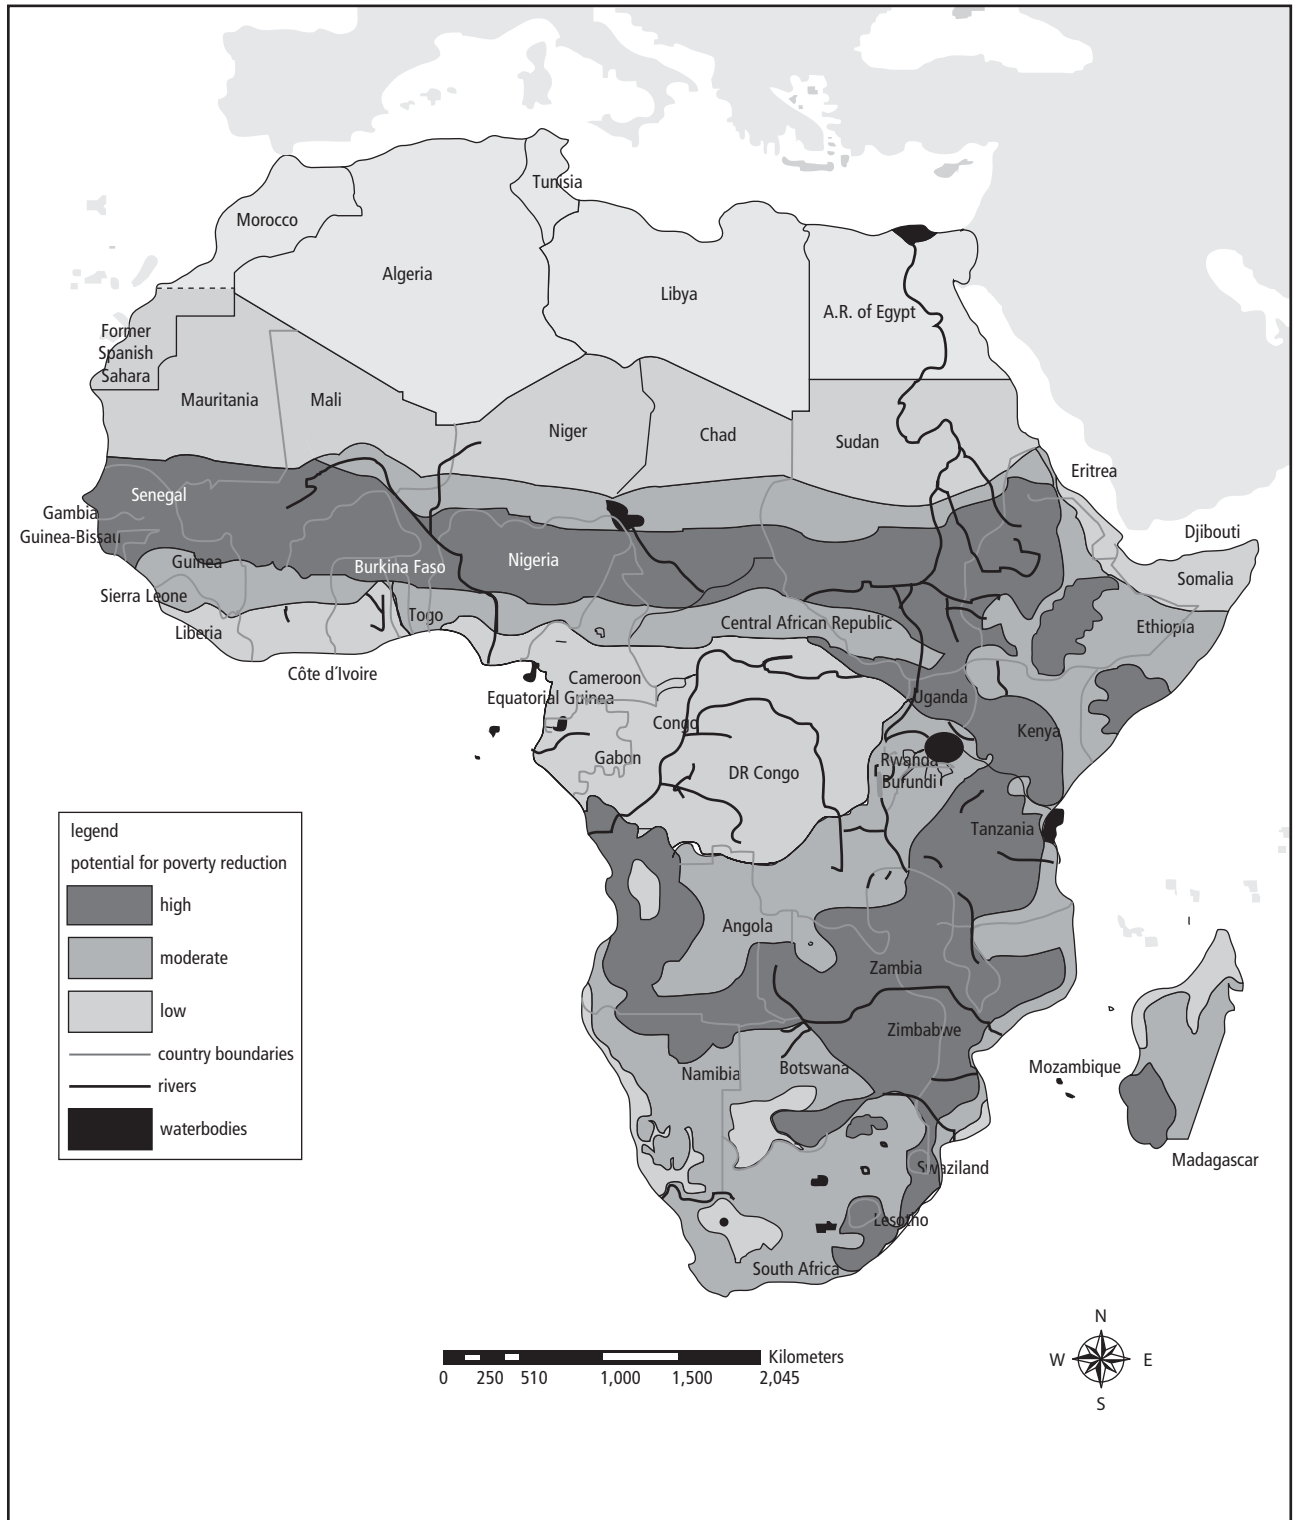 Tunisia
Morocco
Algeria
Libya
A.R. of Egypt
Former
Spanish
Sahara
Mauritania
Mali
Niger
Chad
Sudan
Eritrea
Senegal
Gambia
Guinea-Bissau
Djibouti
Guinea
Burkina Faso
Nigeria
Somalia
Sierra Leone
Togo
Central African Republic
Ethiopia
Liberia
Côte d´Ivoire
Cameroon
Equatorial Guinea
Uganda
Congo
Kenya
Gabon
DR Congo
Rwanda
Burundi
Tanzania
legend
potential for poverty reduction
high
moderate
low
country boundaries
rivers
waterbodies
Angola
Zambia
Zimbabwe
Namibia
Botswana
Mozambique
Madagascar
Swaziland
Lesotho
South Africa
N
W E
S
Kilometers
0 250 510 1,000 1,500 2,045